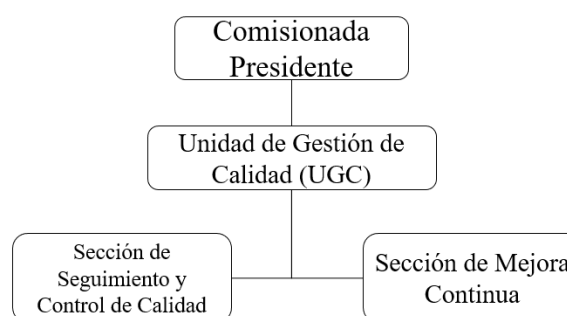 Comisionada
Presidente
Unidad de Gestión de
Calidad (UGC)
Sección de
Seguimiento y
Control de Calidad
Sección de Mejora
Continua